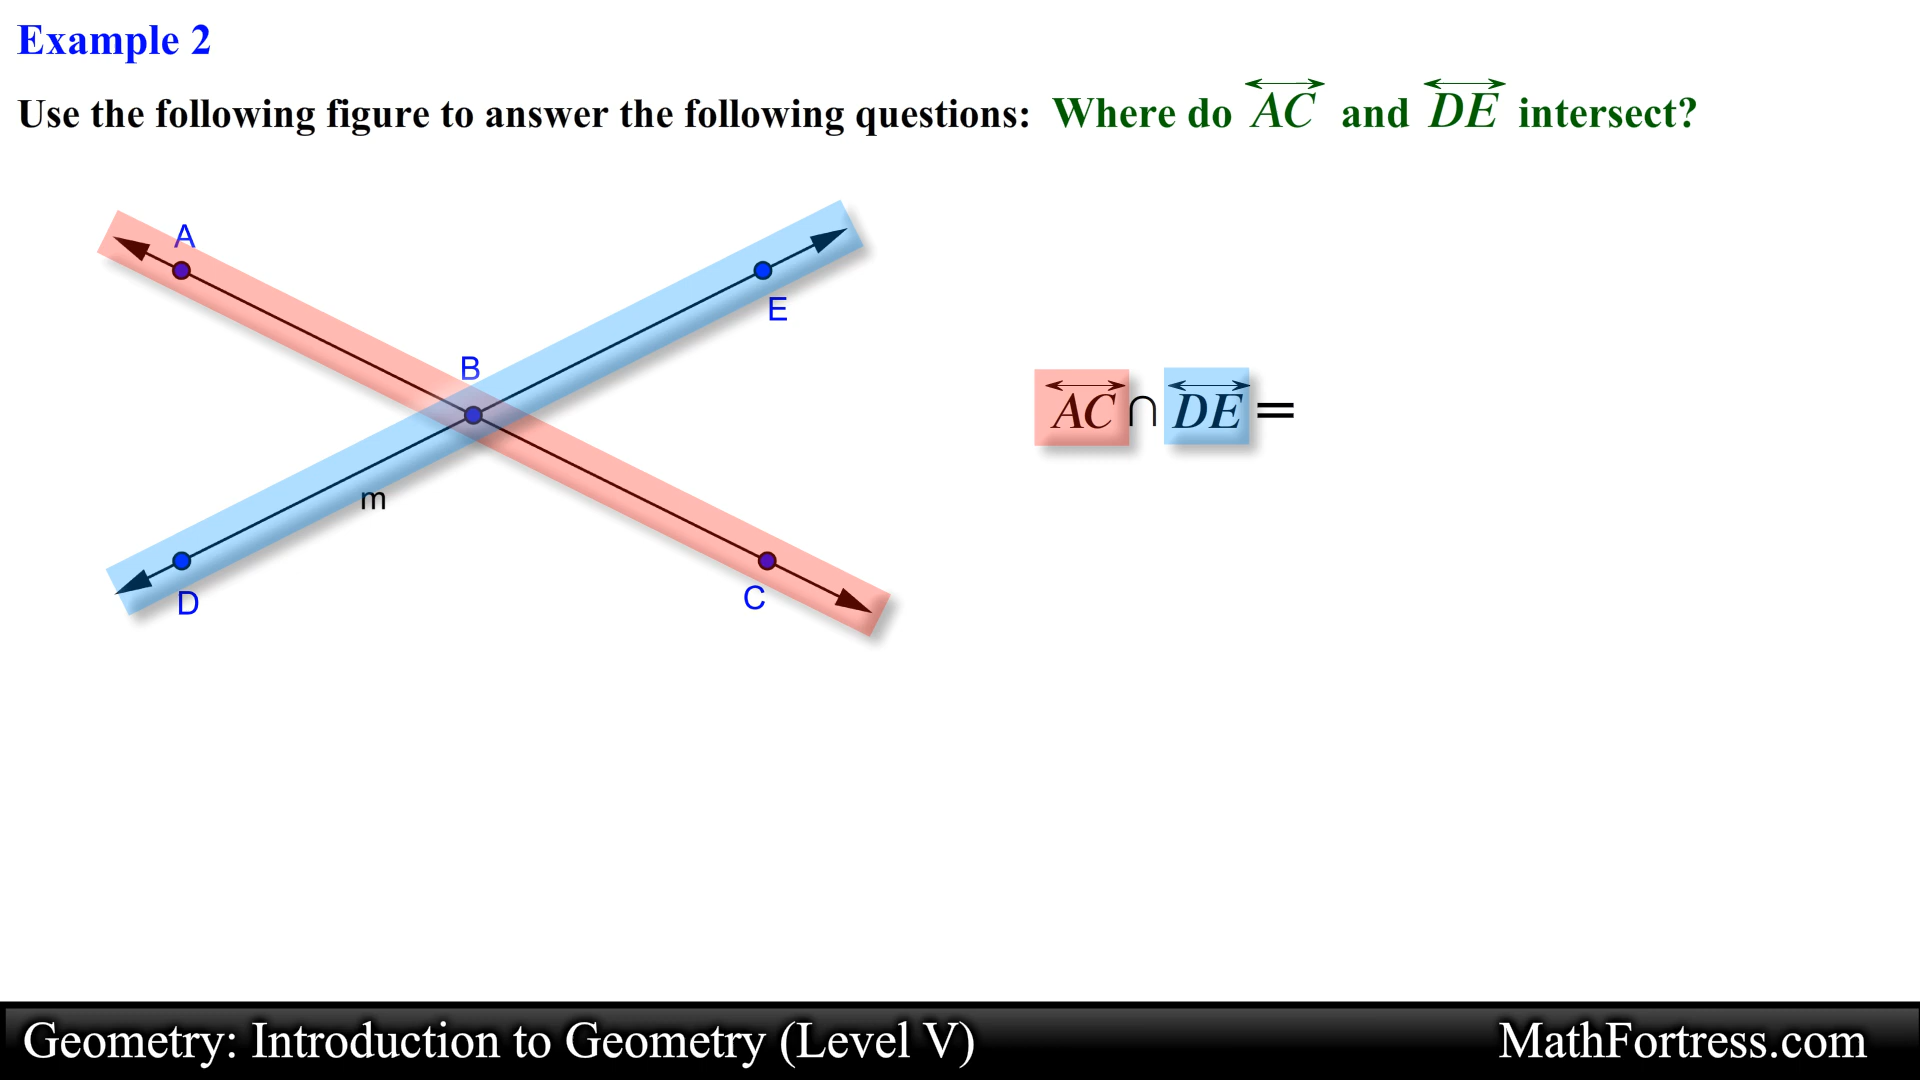 Example 2
Use the following figure to answer the following questions: Where do AC and DE intersect?
A
E
B
AC ∩ DE =
m
D
C
Geometry: Introduction to Geometry (Level V)
MathFortress.com